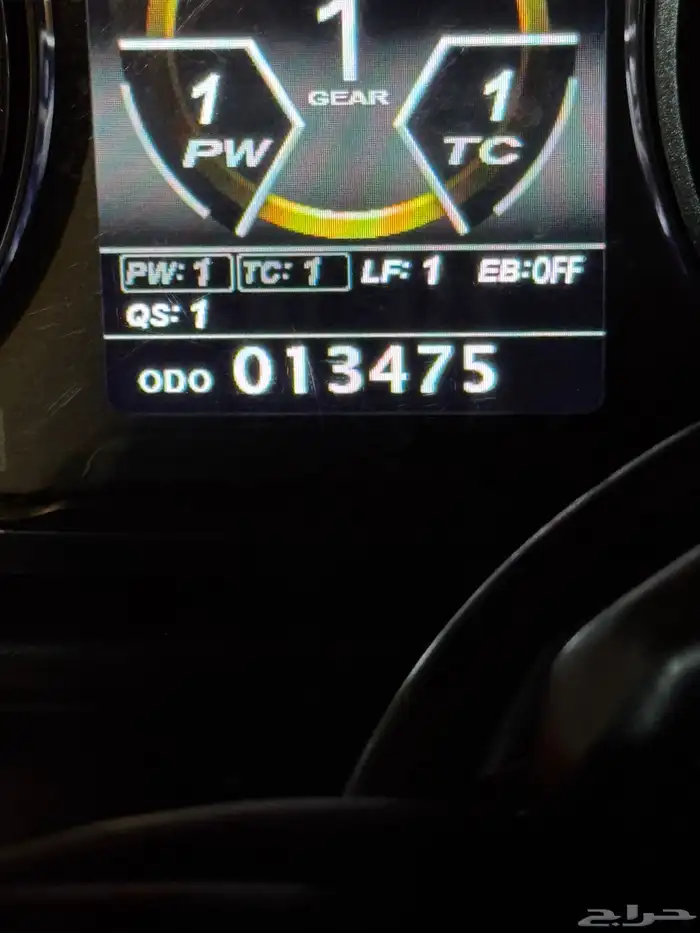 1
GEAR
1 1
PW TC
PW: 1 TC: 1 LF: 1 EB:OFF
QS: 1
ODO 013475
حراج